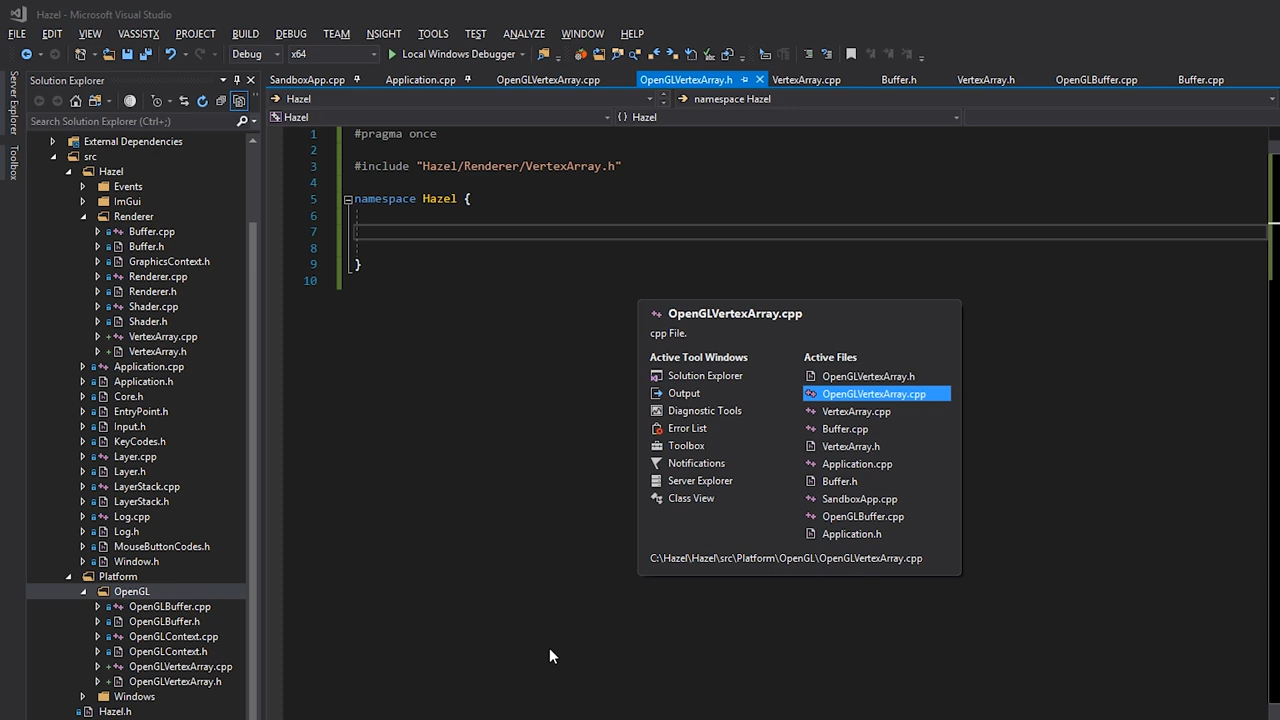 Hazel - Microsoft Visual Studio
FILE EDIT VIEW VASSISTX PROJECT BUILD DEBUG TEAM NSIGHT TOOLS TEST ANALYZE WINDOW HELP
Debug x64 Local Windows Debugger
Server Explorer
Toolbox
Solution Explorer
Search Solution Explorer (Ctrl+;)
External Dependencies
src
Hazel
Events
ImGui
Renderer
Buffer.cpp
Buffer.h
GraphicsContext.h
Renderer.cpp
Renderer.h
Shader.cpp
Shader.h
VertexArray.cpp
VertexArray.h
Application.cpp
Application.h
Core.h
EntryPoint.h
Input.h
KeyCodes.h
Layer.cpp
Layer.h
LayerStack.cpp
LayerStack.h
Log.cpp
Log.h
MouseButtonCodes.h
Window.h
Platform
OpenGL
OpenGLBuffer.cpp
OpenGLBuffer.h
OpenGLContext.cpp
OpenGLContext.h
OpenGLVertexArray.cpp
OpenGLVertexArray.h
Windows
Hazel.h
SandboxApp.cpp Application.cpp OpenGLVertexArray.cpp OpenGLVertexArray.h VertexArray.cpp Buffer.h VertexArray.h OpenGLBuffer.cpp Buffer.cpp
Hazel namespace Hazel
Hazel {} Hazel
1 #pragma once
2
3 #include "Hazel/Renderer/VertexArray.h"
4
5 namespace Hazel {
6
7
8
9 }
10
OpenGLVertexArray.cpp
cpp File.
Active Tool Windows
Solution Explorer
Output
Diagnostic Tools
Error List
Toolbox
Notifications
Server Explorer
Class View
Active Files
OpenGLVertexArray.h
OpenGLVertexArray.cpp
VertexArray.cpp
Buffer.cpp
VertexArray.h
Application.cpp
Buffer.h
SandboxApp.cpp
OpenGLBuffer.cpp
Application.h
C:\Hazel\Hazel\src\Platform\OpenGL\OpenGLVertexArray.cpp